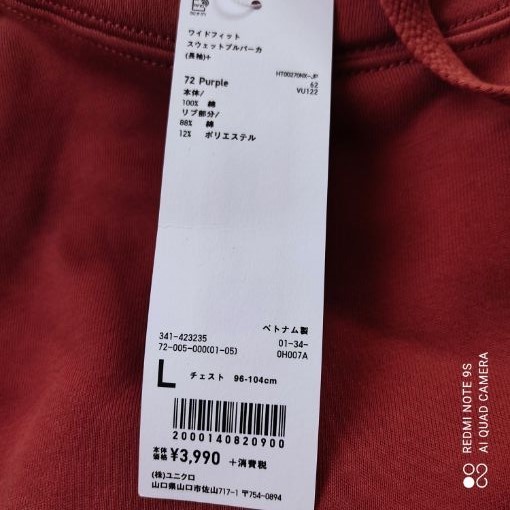 ワイドフィット
スウェットプルパーカ
(長袖)+
HT00270NX-JP
72 Purple
62
VU122
本体/
100% 綿
リブ部分/
88% 綿
12% ポリエステル
ベトナム製
341-423235
01-34-
72-005-000(01-05)
0H007A
L チェスト 96-104cm
2000140820900
本体価格 ¥3,990 +消費税
(株)ユニクロ
山口県山口市佐山717-1 〒754-0894
REDMI NOTE 9S
AI QUAD CAMERA